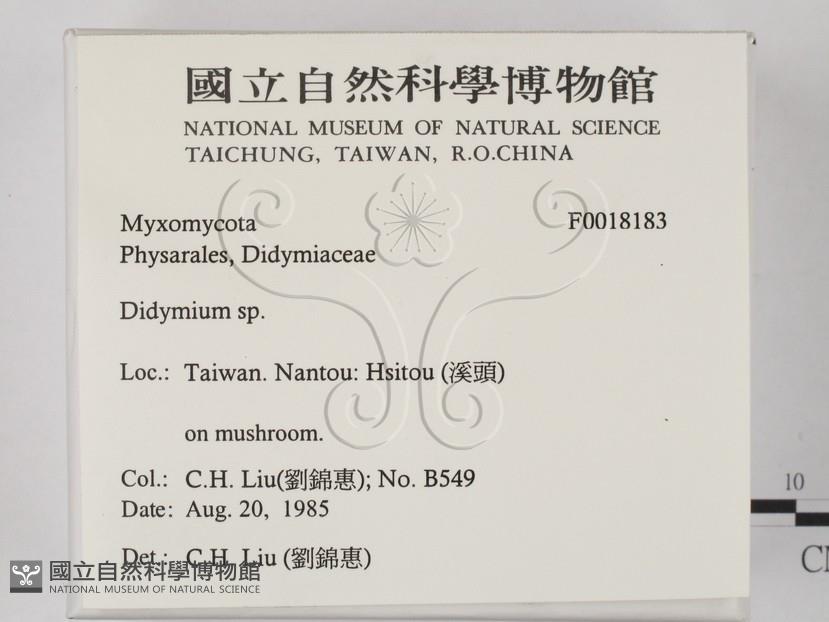 國立自然科學博物館
NATIONAL MUSEUM OF NATURAL SCIENCE
TAICHUNG, TAIWAN, R.O.CHINA
Myxomycota F0018183
Physarales, Didymiaceae
Didymium sp.
Loc.: Taiwan. Nantou: Hsitou (溪頭)
on mushroom.
Col.: C.H. Liu(劉錦惠); No. B549
Date: Aug. 20, 1985
Det.: C.H. Liu (劉錦惠)
國立自然科學博物館
NATIONAL MUSEUM OF NATURAL SCIENCE
10